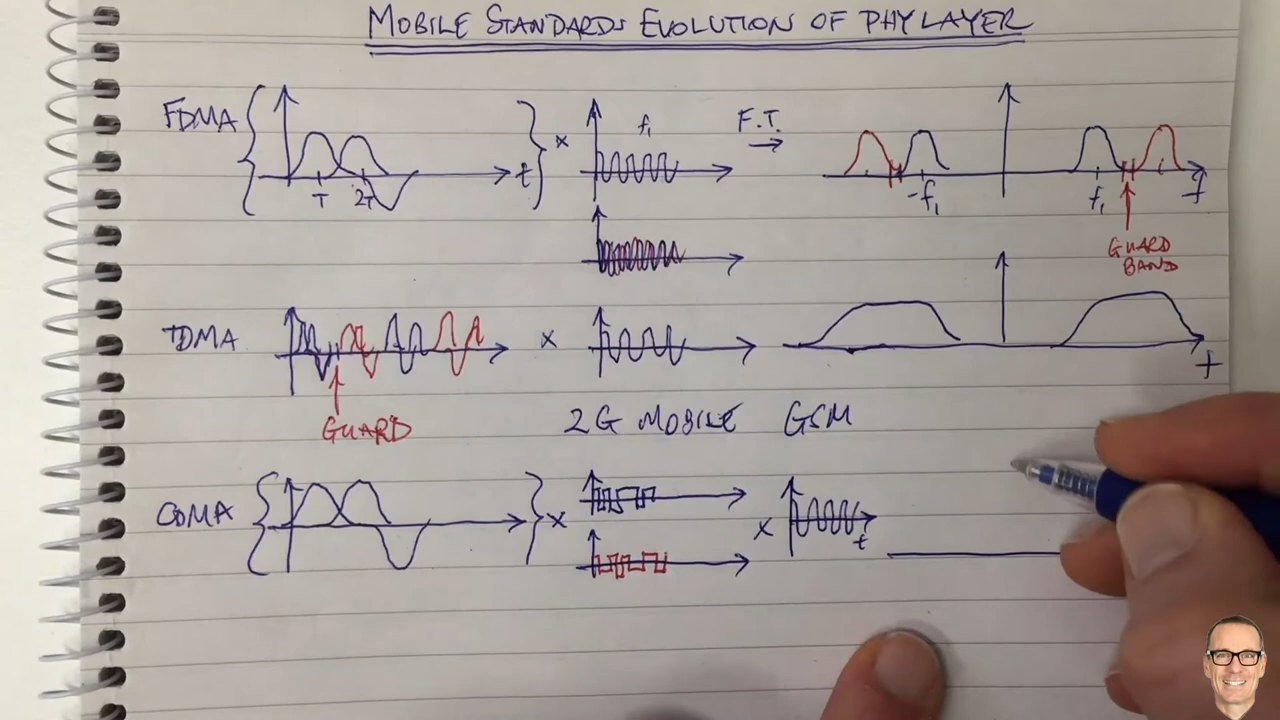 MOBILE STANDARDS EVOLUTION OF PHY LAYER
FDMA
T
2T
t
x
f1
F.T.
-f1
f1
f
GUARD
BAND
TDMA
x
f
GUARD
2G MOBILE GSM
CDMA
x
x
t